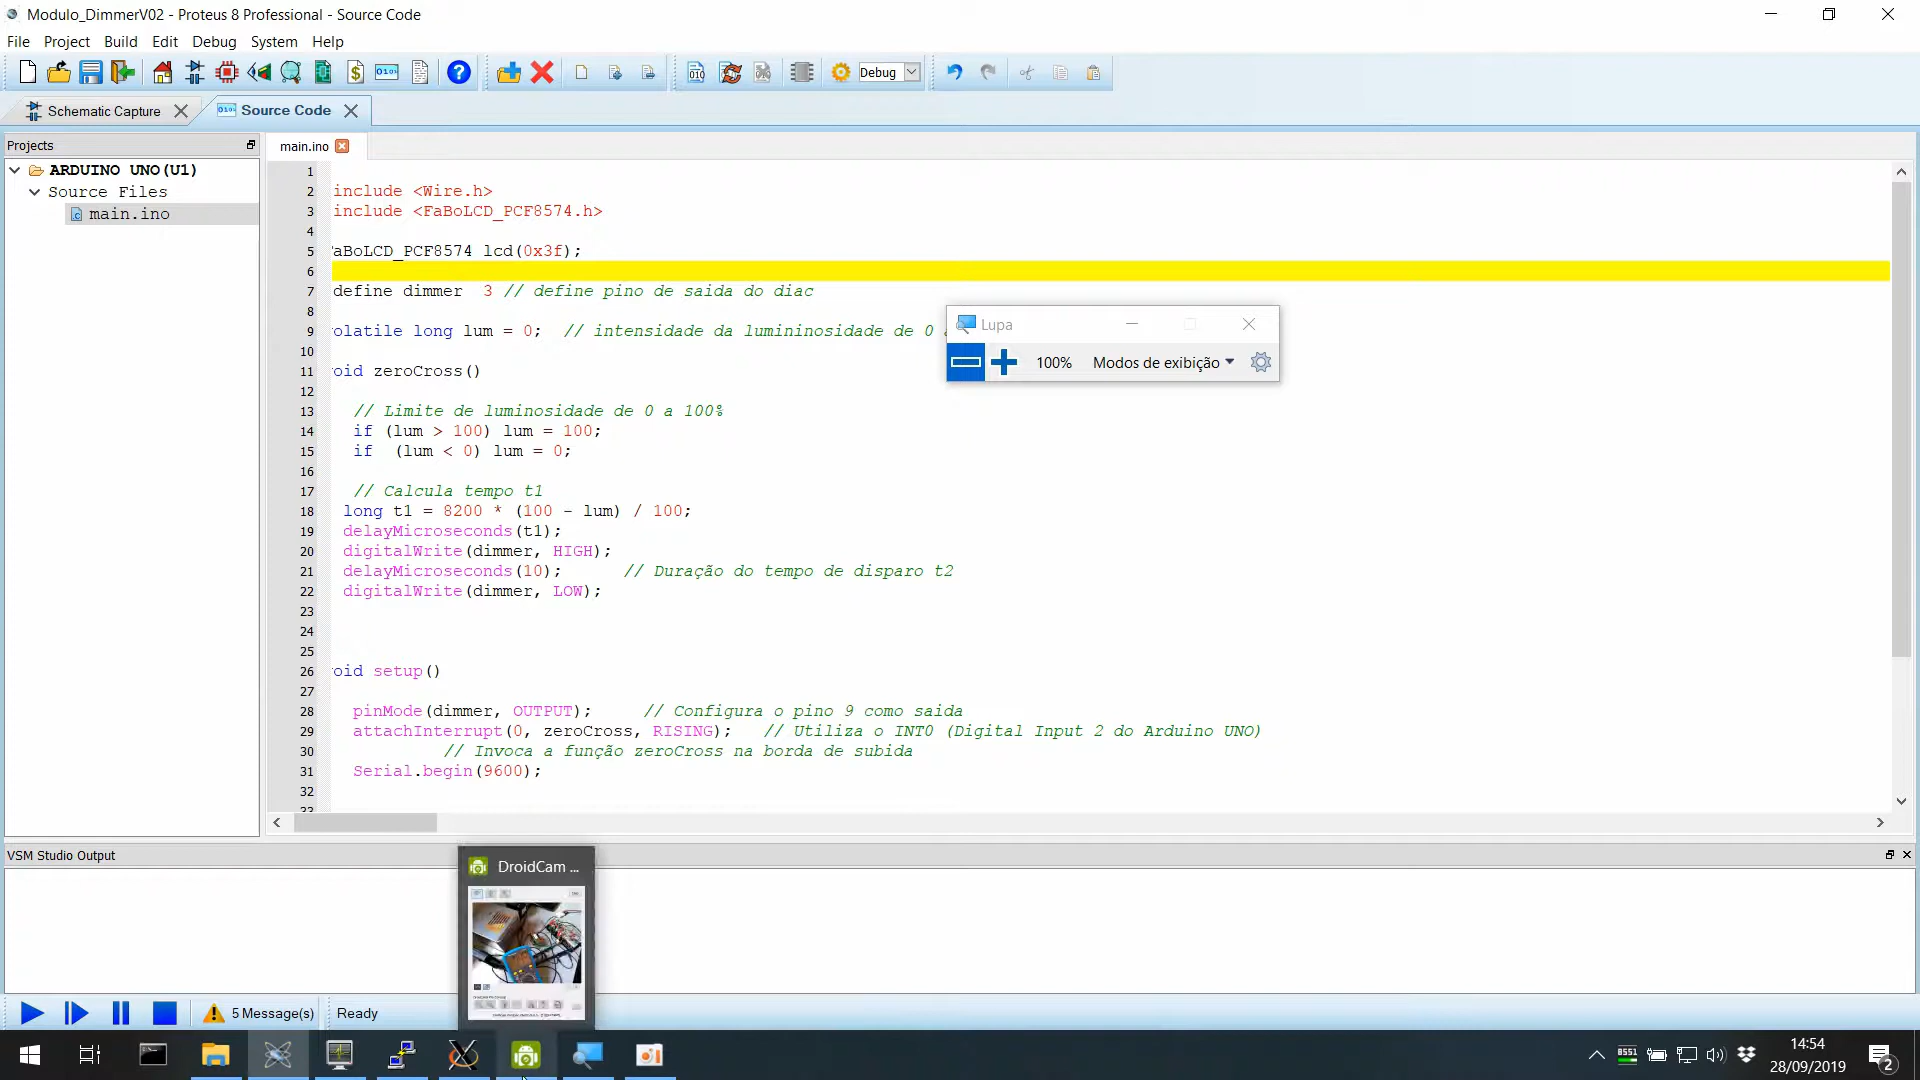 Modulo_DimmerV02 - Proteus 8 Professional - Source Code
File Project Build Edit Debug System Help
Debug
Schematic Capture
Source Code
Projects
ARDUINO UNO(U1)
Source Files
main.ino
main.ino
1
2 include <Wire.h>
3 include <FaBoLCD_PCF8574.h>
4
5 aBoLCD_PCF8574 lcd(0x3f);
6
7 define dimmer 3 // define pino de saida do diac
8
9 olatile long lum = 0; // intensidade da lumininosidade de 0
10
11 oid zeroCross()
12
13 // Limite de luminosidade de 0 a 100%
14 if (lum > 100) lum = 100;
15 if (lum < 0) lum = 0;
16
17 // Calcula tempo t1
18 long t1 = 8200 * (100 - lum) / 100;
19 delayMicroseconds(t1);
20 digitalWrite(dimmer, HIGH);
21 delayMicroseconds(10); // Duração do tempo de disparo t2
22 digitalWrite(dimmer, LOW);
23
24
25
26 oid setup()
27
28 pinMode(dimmer, OUTPUT); // Configura o pino 9 como saida
29 attachInterrupt(0, zeroCross, RISING); // Utiliza o INT0 (Digital Input 2 do Arduino UNO)
30 // Invoca a função zeroCross na borda de subida
31 Serial.begin(9600);
32
33
Lupa
100% Modos de exibição
VSM Studio Output
DroidCam ...
5 Message(s)
Ready
8551
14:54
28/09/2019
2